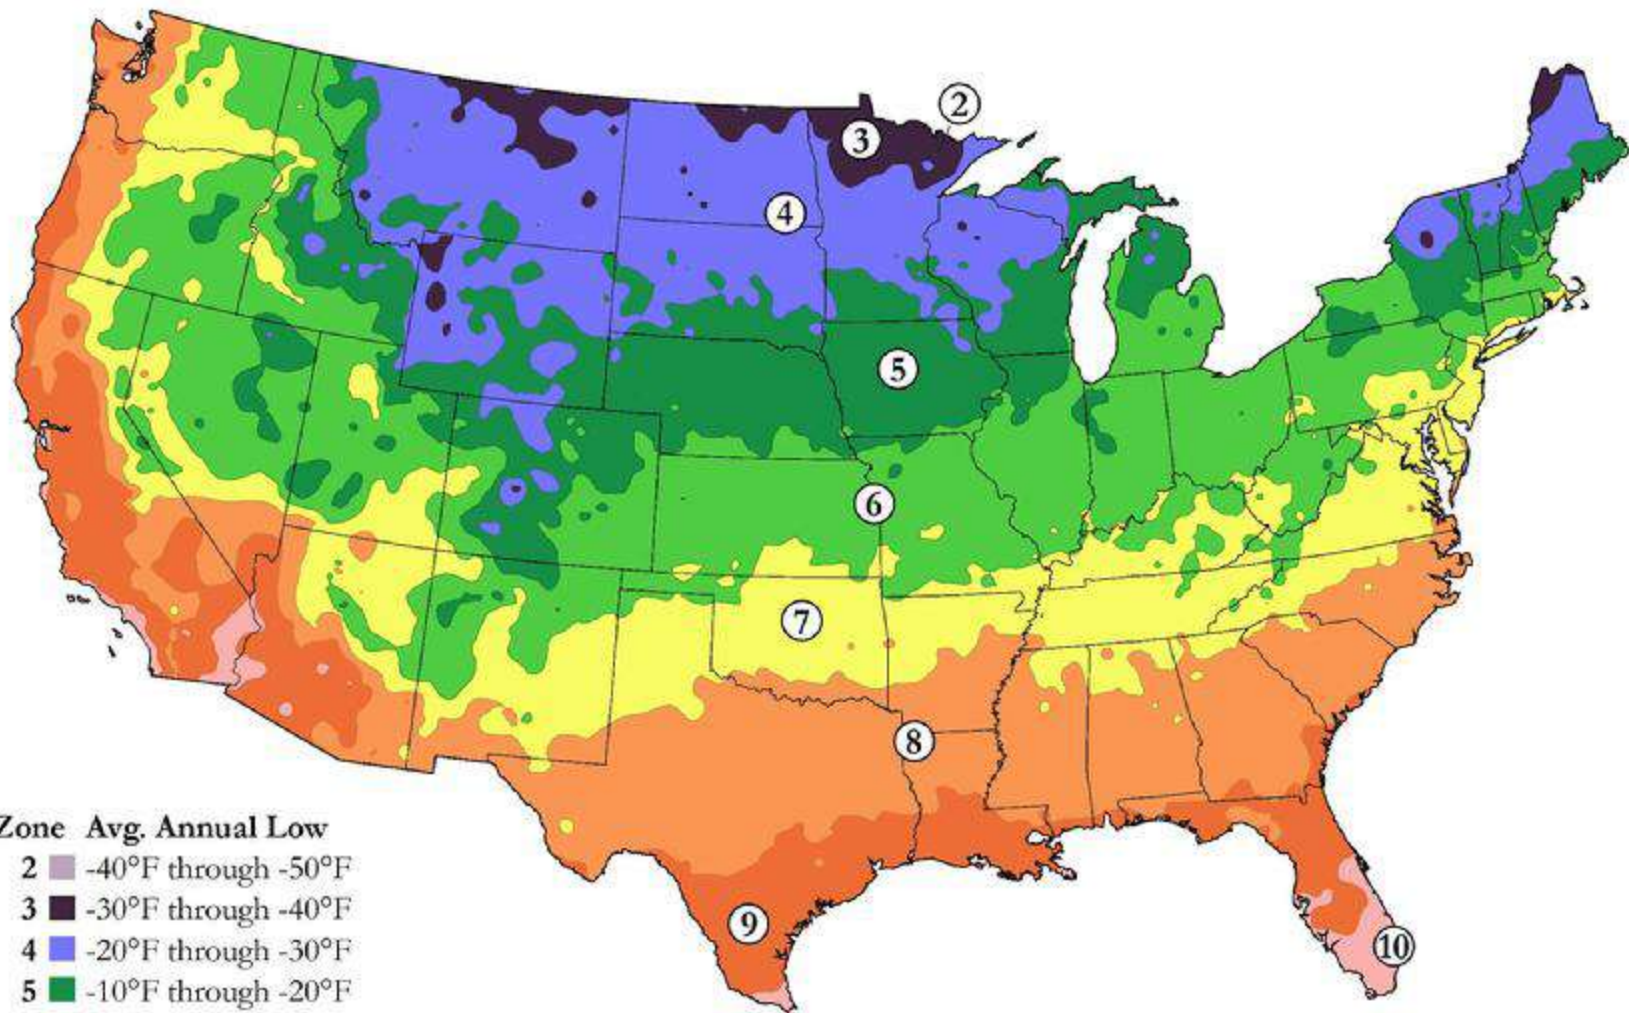 2
3
4
5
6
7
8
9
10
Zone Avg. Annual Low
2 -40°F through -50°F
3 -30°F through -40°F
4 -20°F through -30°F
5 -10°F through -20°F